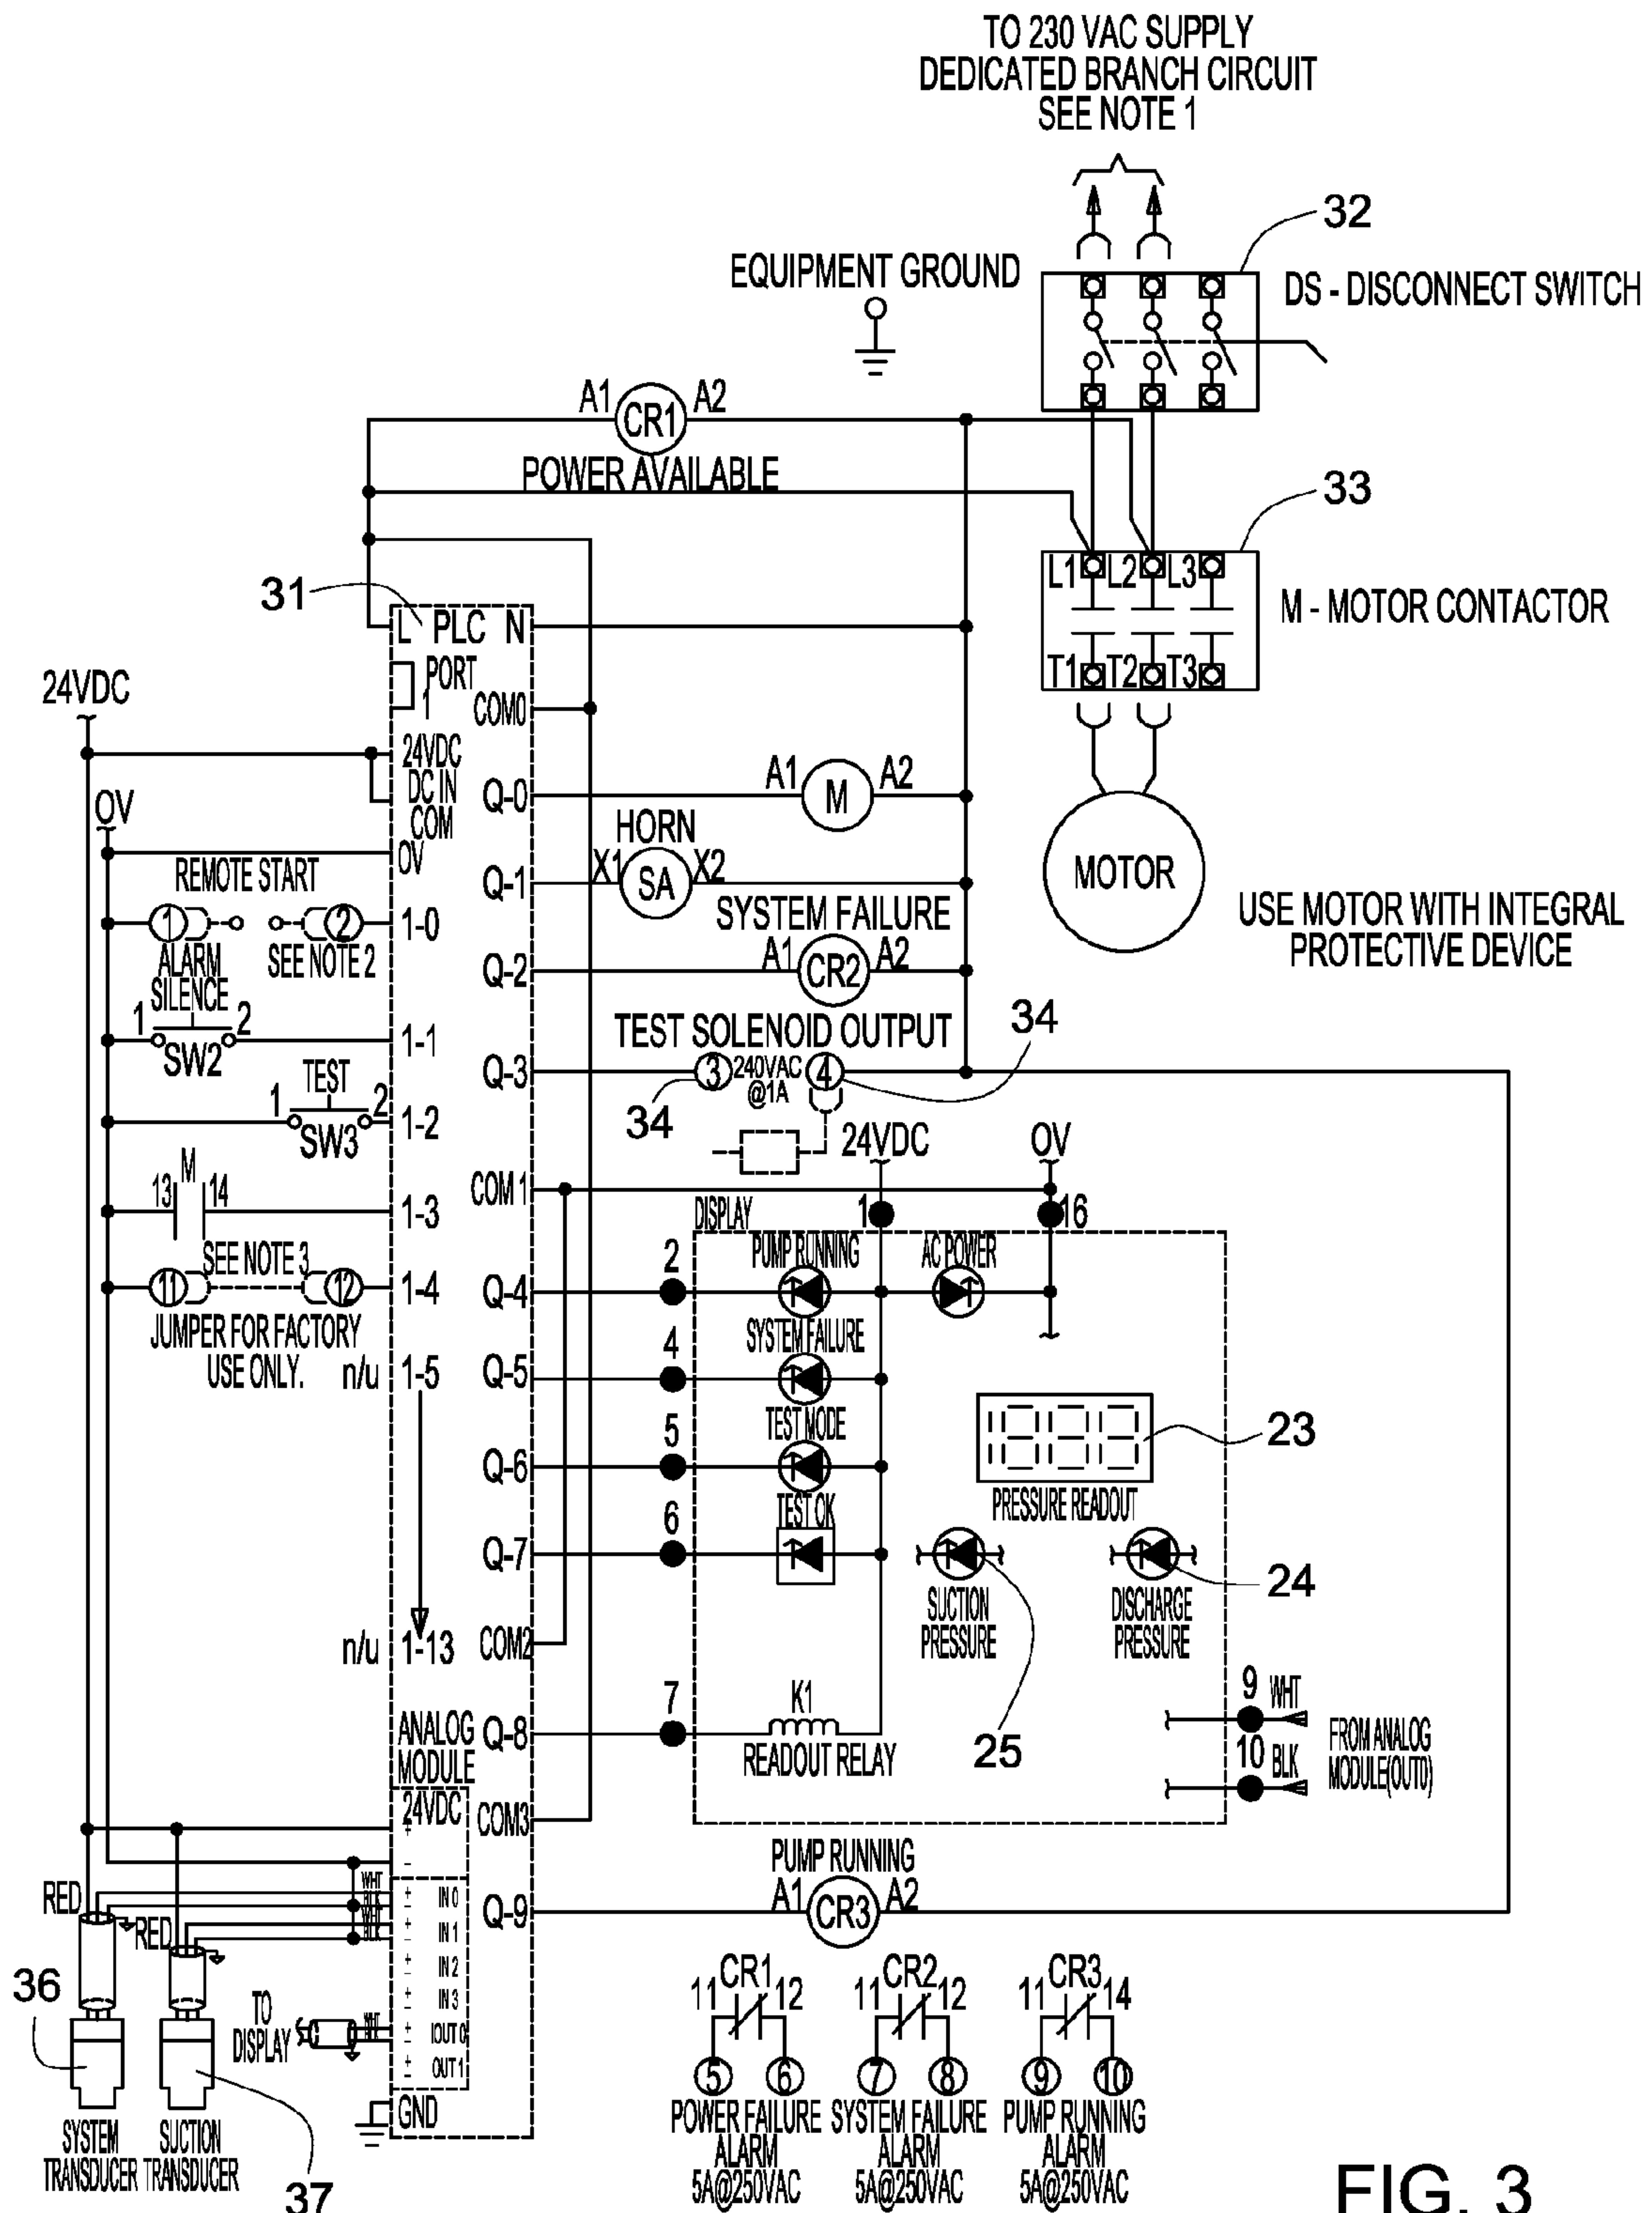 TO 230 VAC SUPPLY
DEDICATED BRANCH CIRCUIT
SEE NOTE 1
32
EQUIPMENT GROUND
DS - DISCONNECT SWITCH
A1 CR1 A2
POWER AVAILABLE
33
L1 L2 L3
M - MOTOR CONTACTOR
T1 T2 T3
31
L PLC N
PORT
1
COM0
24VDC
24VDC
DC IN
COM
0V
0V
Q-0
A1 M A2
HORN
X1 SA X2
Q-1
MOTOR
USE MOTOR WITH INTEGRAL
PROTECTIVE DEVICE
REMOTE START
1 2 1-0
SEE NOTE 2
ALARM
SILENCE
1 2 1-1
SW2
SYSTEM FAILURE
Q-2 A1 CR2 A2
TEST SOLENOID OUTPUT
34
Q-3 3 240VAC 4
@1A
34
TEST
1 2 1-2
SW3
M
13 14 1-3
SEE NOTE 3
11 12 1-4
JUMPER FOR FACTORY
USE ONLY.
n/u 1-5
n/u 1-13
COM 1
24VDC 0V
DISPLAY 1 16
PUMP RUNNING AC POWER
Q-4 2
SYSTEM FAILURE
Q-5 4
TEST MODE
Q-6 5
TEST OK
Q-7 6
23
PRESSURE READOUT
24
SUCTION
PRESSURE
DISCHARGE
PRESSURE
25
COM2
ANALOG
MODULE
Q-8 7 K1
READOUT RELAY
9 WHT
10 BLK
FROM ANALOG
MODULE(OUT0)
24VDC
+
-
COM3
PUMP RUNNING
Q-9 A1 CR3 A2
RED
RED
WHT
BLK
WHT
BLK
+ - IN 0
+ - IN 1
+ - IN 2
+ - IN 3
+ - IOUT 0
+ - OUT 1
GND
TO
DISPLAY
36
SYSTEM
TRANSDUCER
SUCTION
TRANSDUCER
37
11 CR1 12
5 6
POWER FAILURE
ALARM
5A@250VAC
11 CR2 12
7 8
SYSTEM FAILURE
ALARM
5A@250VAC
11 CR3 14
9 10
PUMP RUNNING
ALARM
5A@250VAC
FIG. 3